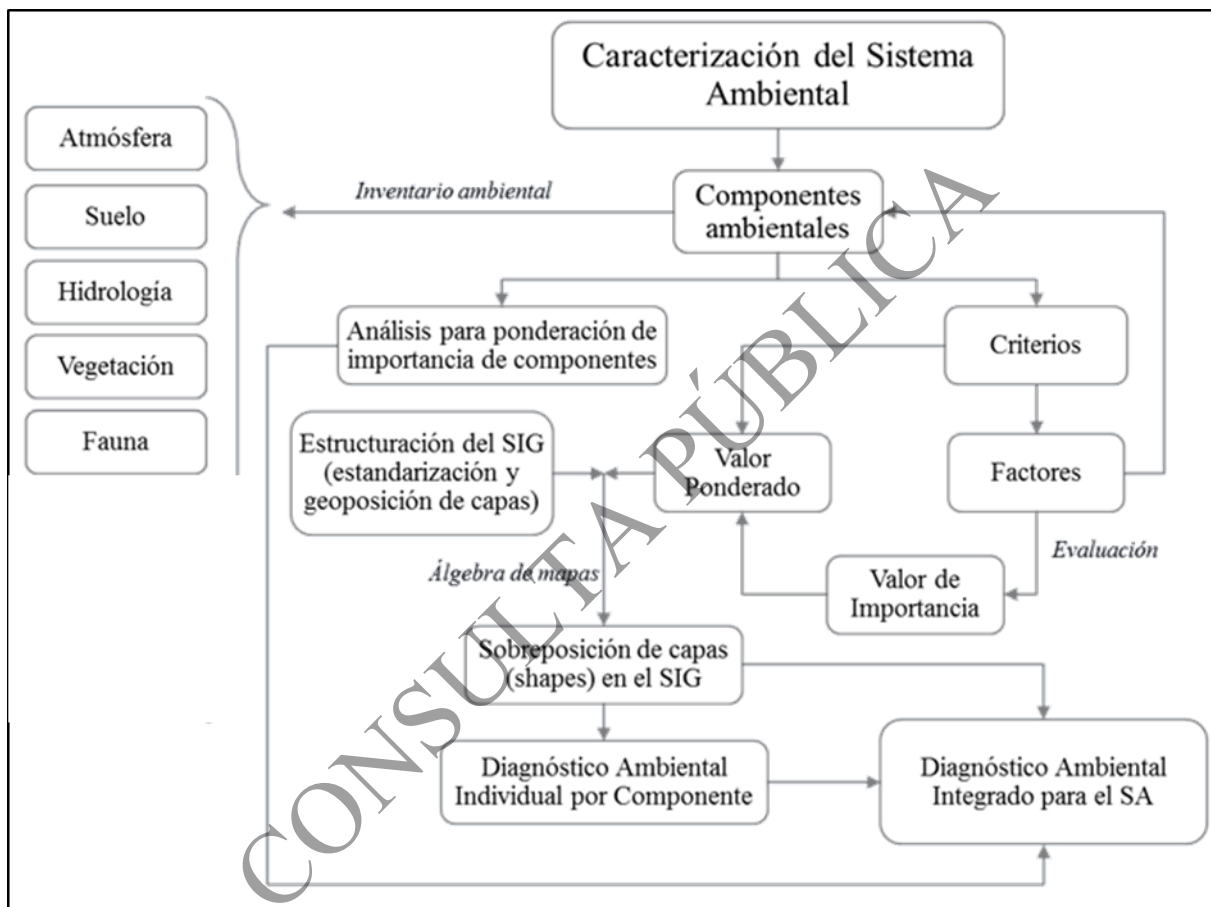 Caracterización del Sistema
Ambiental
Atmósfera
Suelo
Hidrología
Vegetación
Fauna
Inventario ambiental
Componentes
ambientales
Análisis para ponderación de
importancia de componentes
Criterios
Estructuración del SIG
(estandarización y
geoposición de capas)
Valor
Ponderado
Factores
Evaluación
Valor de
Importancia
Álgebra de mapas
Sobreposición de capas
(shapes) en el SIG
Diagnóstico Ambiental
Individual por Componente
Diagnóstico Ambiental
Integrado para el SA
CONSULTA PÚBLICA